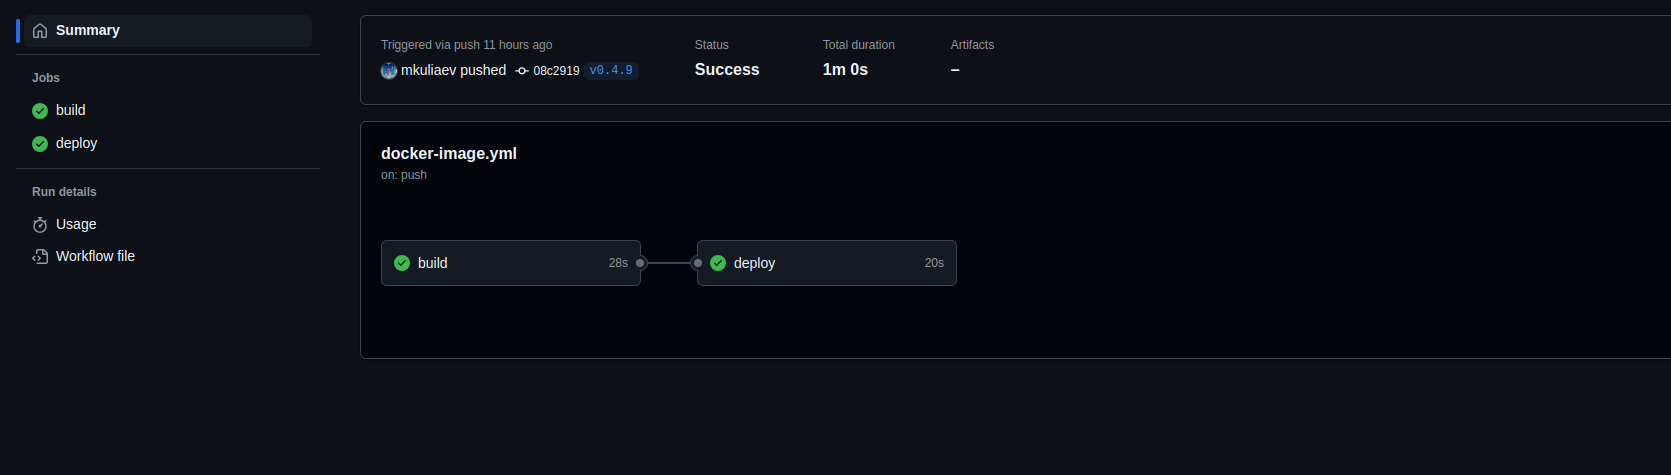 Summary
Jobs
build
deploy
Run details
Usage
Workflow file
Triggered via push 11 hours ago
mkuliaev pushed 08c2919 v0.4.9
Status
Success
Total duration
1m 0s
Artifacts
–
docker-image.yml
on: push
build 28s
deploy 20s